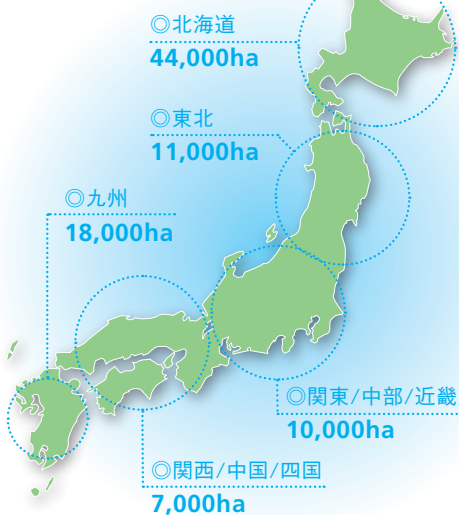 ◎北海道
44,000ha
◎東北
11,000ha
◎九州
18,000ha
◎関東/中部/近畿
10,000ha
◎関西/中国/四国
7,000ha